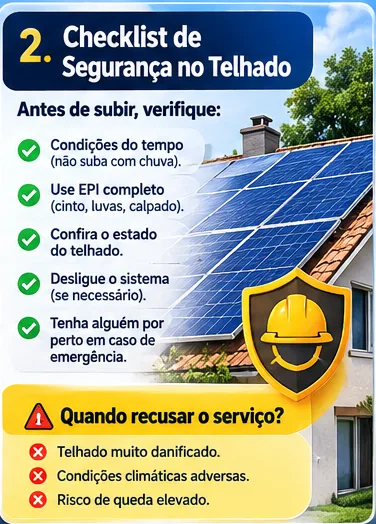 2. Checklist de
Segurança no Telhado
Antes de subir, verifique:
Condições do tempo
(não suba com chuva).
Use EPI completo
(cinto, luvas, calpado).
Confira o estado
do telhado.
Desligue o sistema
(se necessário).
Tenha alguém por
perto em caso de
emergência.
Quando recusar o serviço?
Telhado muito danificado.
Condições climáticas adversas.
Risco de queda elevado.